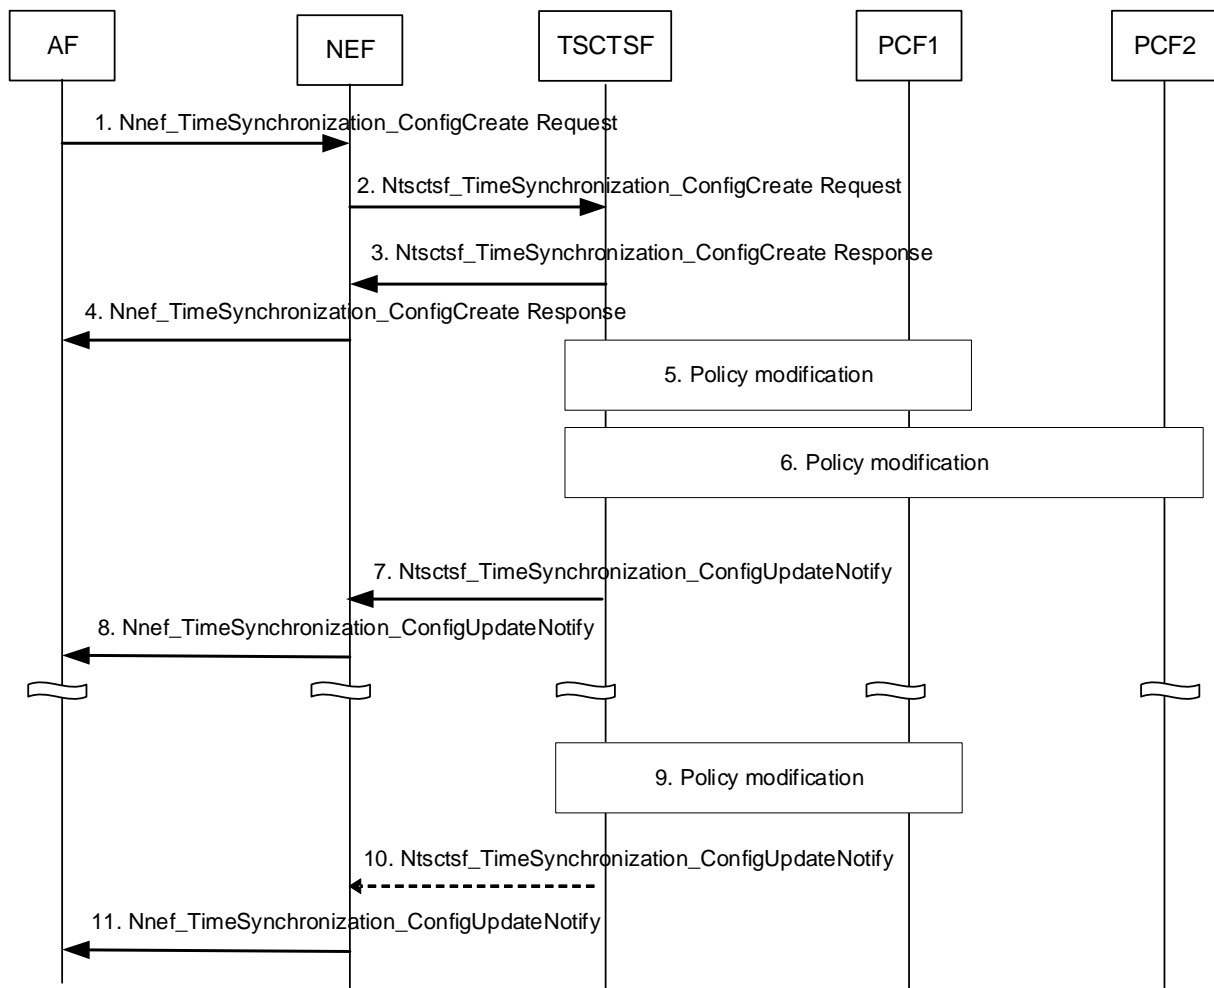 AF
NEF
TSCTSF
PCF1
PCF2
1. Nnef_TimeSynchronization_ConfigCreate Request
2. Ntsctsf_TimeSynchronization_ConfigCreate Request
3. Ntsctsf_TimeSynchronization_ConfigCreate Response
4. Nnef_TimeSynchronization_ConfigCreate Response
5. Policy modification
6. Policy modification
7. Ntsctsf_TimeSynchronization_ConfigUpdateNotify
8. Nnef_TimeSynchronization_ConfigUpdateNotify
9. Policy modification
10. Ntsctsf_TimeSynchronization_ConfigUpdateNotify
11. Nnef_TimeSynchronization_ConfigUpdateNotify